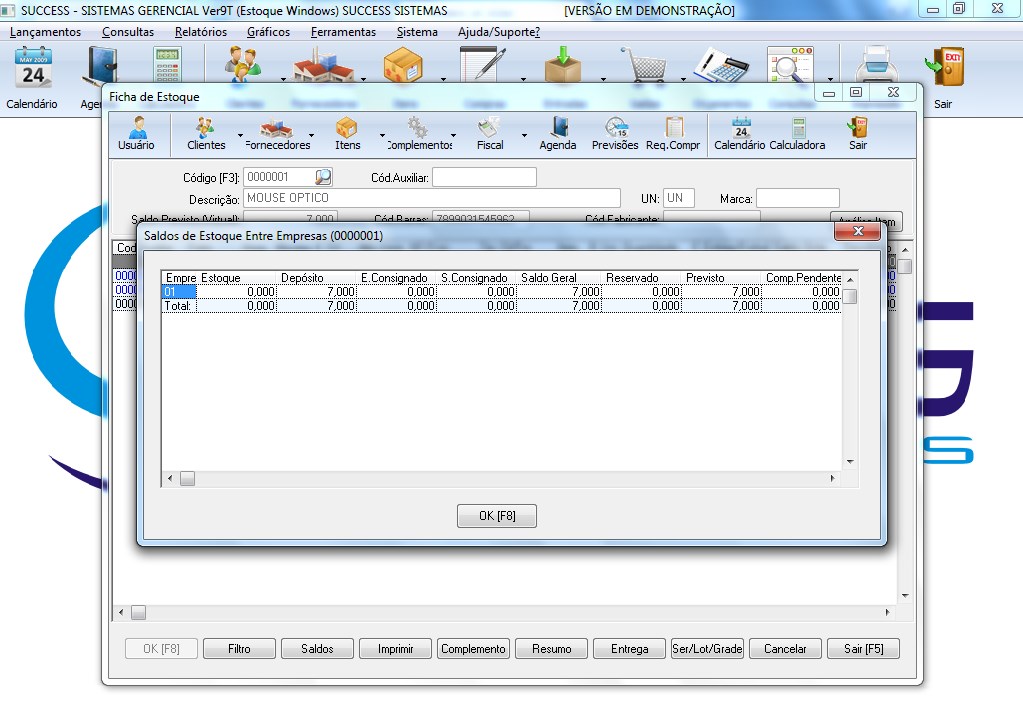 SUCCESS - SISTEMAS GERENCIAL Ver9T (Estoque Windows) SUCCESS SISTEMAS [VERSÃO EM DEMONSTRAÇÃO]
Lançamentos Consultas Relatórios Gráficos Ferramentas Sistema Ajuda/Suporte?
MAY 2009
24
EXIT
Calendário Sair
Ficha de Estoque
Usuário Clientes Fornecedores Itens Complementos Fiscal Agenda Previsões Req.Compr Calendário Calculadora Sair
Código [F3]: 0000001 Cód.Auxiliar:
Descrição: MOUSE OPTICO UN: UN Marca:
Saldo Previsto (Virtual): 7,000 Cód.Barras: 7899031545962 Cód.Fabricante: Análise Item
Saldos de Estoque Entre Empresas (0000001)
Empre Estoque Depósito E.Consignado S.Consignado Saldo Geral Reservado Previsto Comp.Pendente
01 0,000 7,000 0,000 0,000 7,000 0,000 7,000 0,000
Total: 0,000 7,000 0,000 0,000 7,000 0,000 7,000 0,000
OK [F8]
OK [F8] Filtro Saldos Imprimir Complemento Resumo Entrega Ser/Lot/Grade Cancelar Sair [F5]